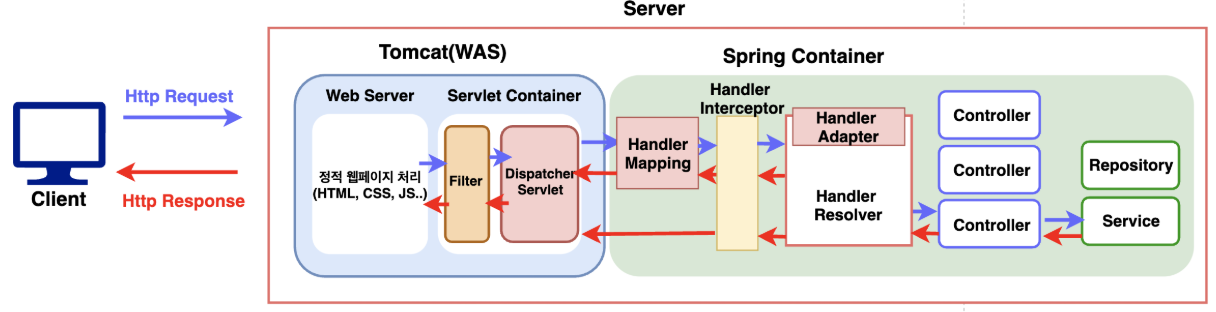 Server
Tomcat(WAS)
Spring Container
Http Request
Http Response
Client
Web Server
정적 웹페이지 처리
(HTML, CSS, JS..)
Servlet Container
Filter
Dispatcher
Servlet
Handler
Mapping
Handler
Interceptor
Handler
Adapter
Handler
Resolver
Controller
Controller
Controller
Repository
Service